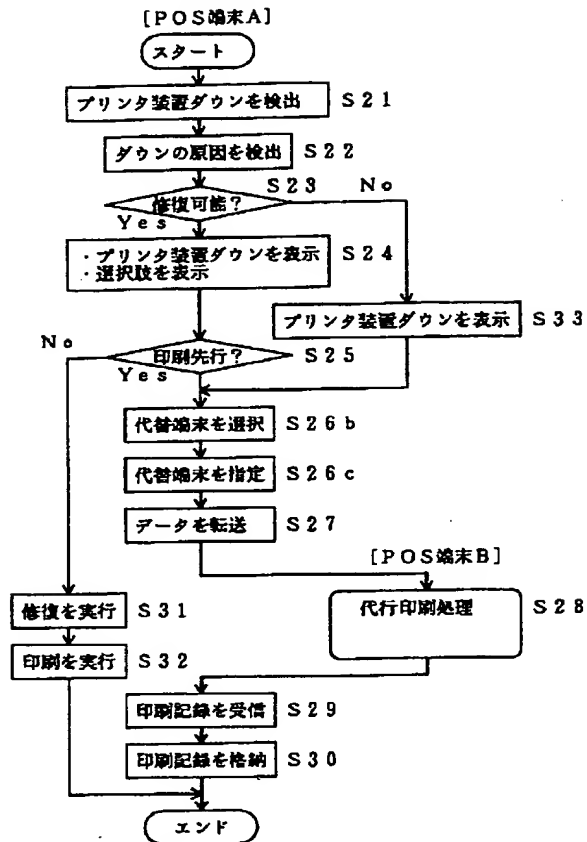 [POS端末A]
スタート
プリンタ装置ダウンを検出 S21
ダウンの原因を検出 S22
S23 No
修復可能?
Yes
・プリンタ装置ダウンを表示 S24
・選択肢を表示
プリンタ装置ダウンを表示 S33
No
印刷先行? S25
Yes
代替端末を選択 S26b
代替端末を指定 S26c
データを転送 S27
[POS端末B]
代行印刷処理 S28
修復を実行 S31
印刷を実行 S32
印刷記録を受信 S29
印刷記録を格納 S30
エンド